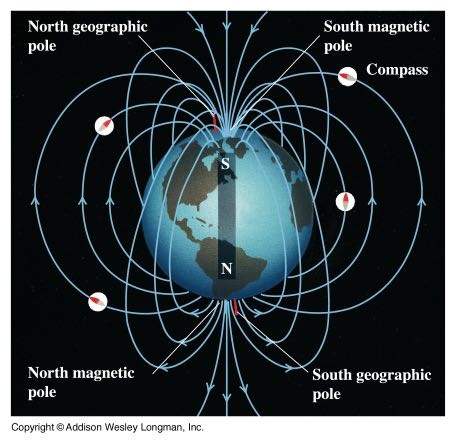 North geographic
pole
South magnetic
pole
Compass
S
N
North magnetic
pole
South geographic
pole
Copyright © Addison Wesley Longman, Inc.